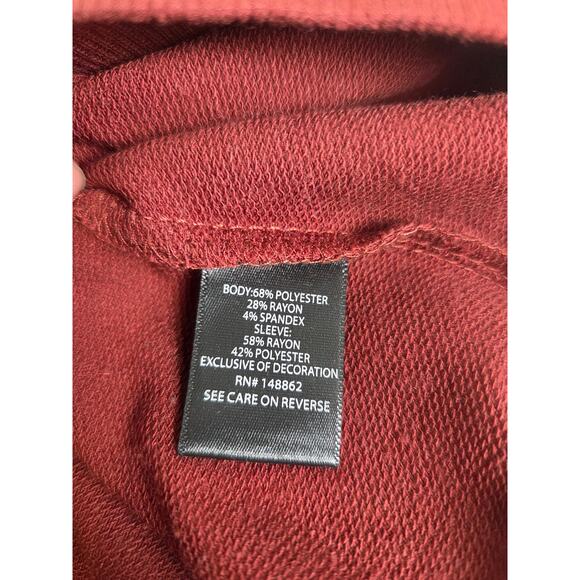 BODY:68% POLYESTER
28% RAYON
4% SPANDEX
SLEEVE:
58% RAYON
42% POLYESTER
EXCLUSIVE OF DECORATION
RN# 148862
SEE CARE ON REVERSE